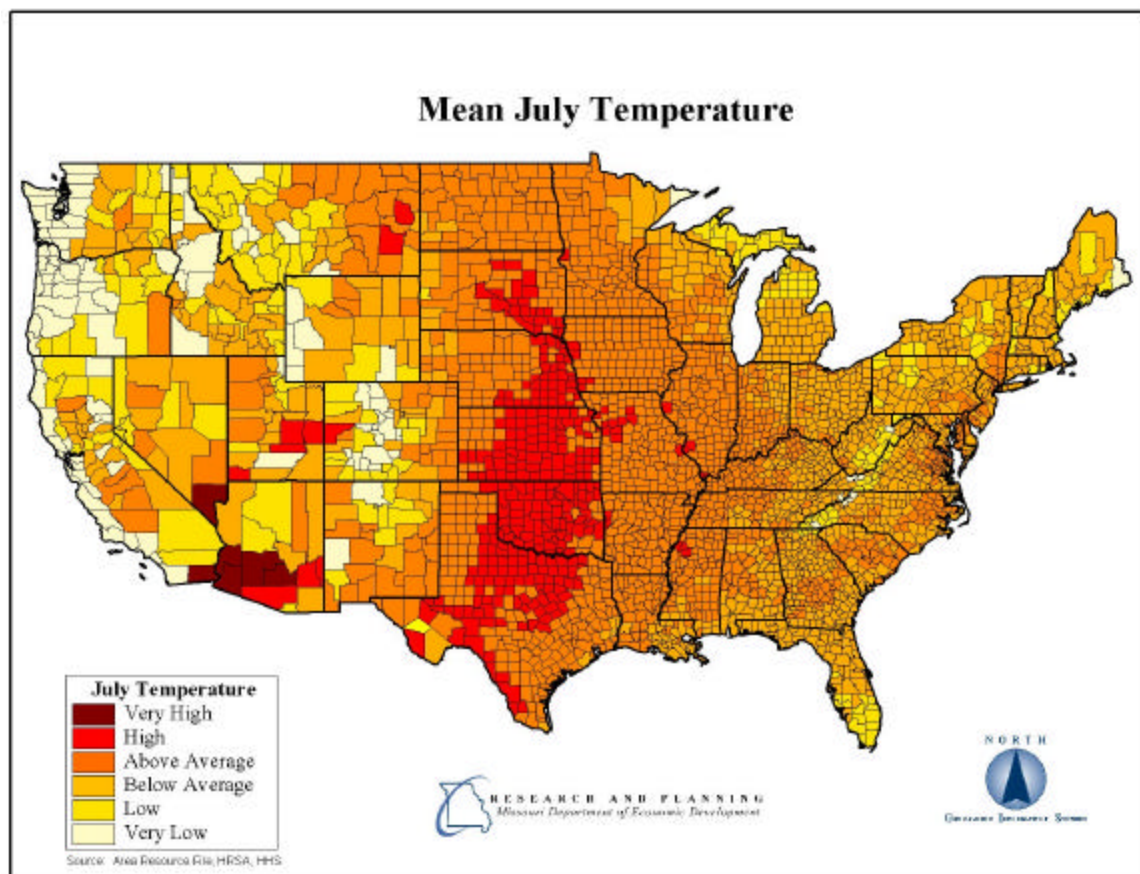 Mean July Temperature
July Temperature
Very High
High
Above Average
Below Average
Low
Very Low
Source: Area Resource File, HRSA, HHS
RESEARCH AND PLANNING
Missouri Department of Economic Development
NORTH